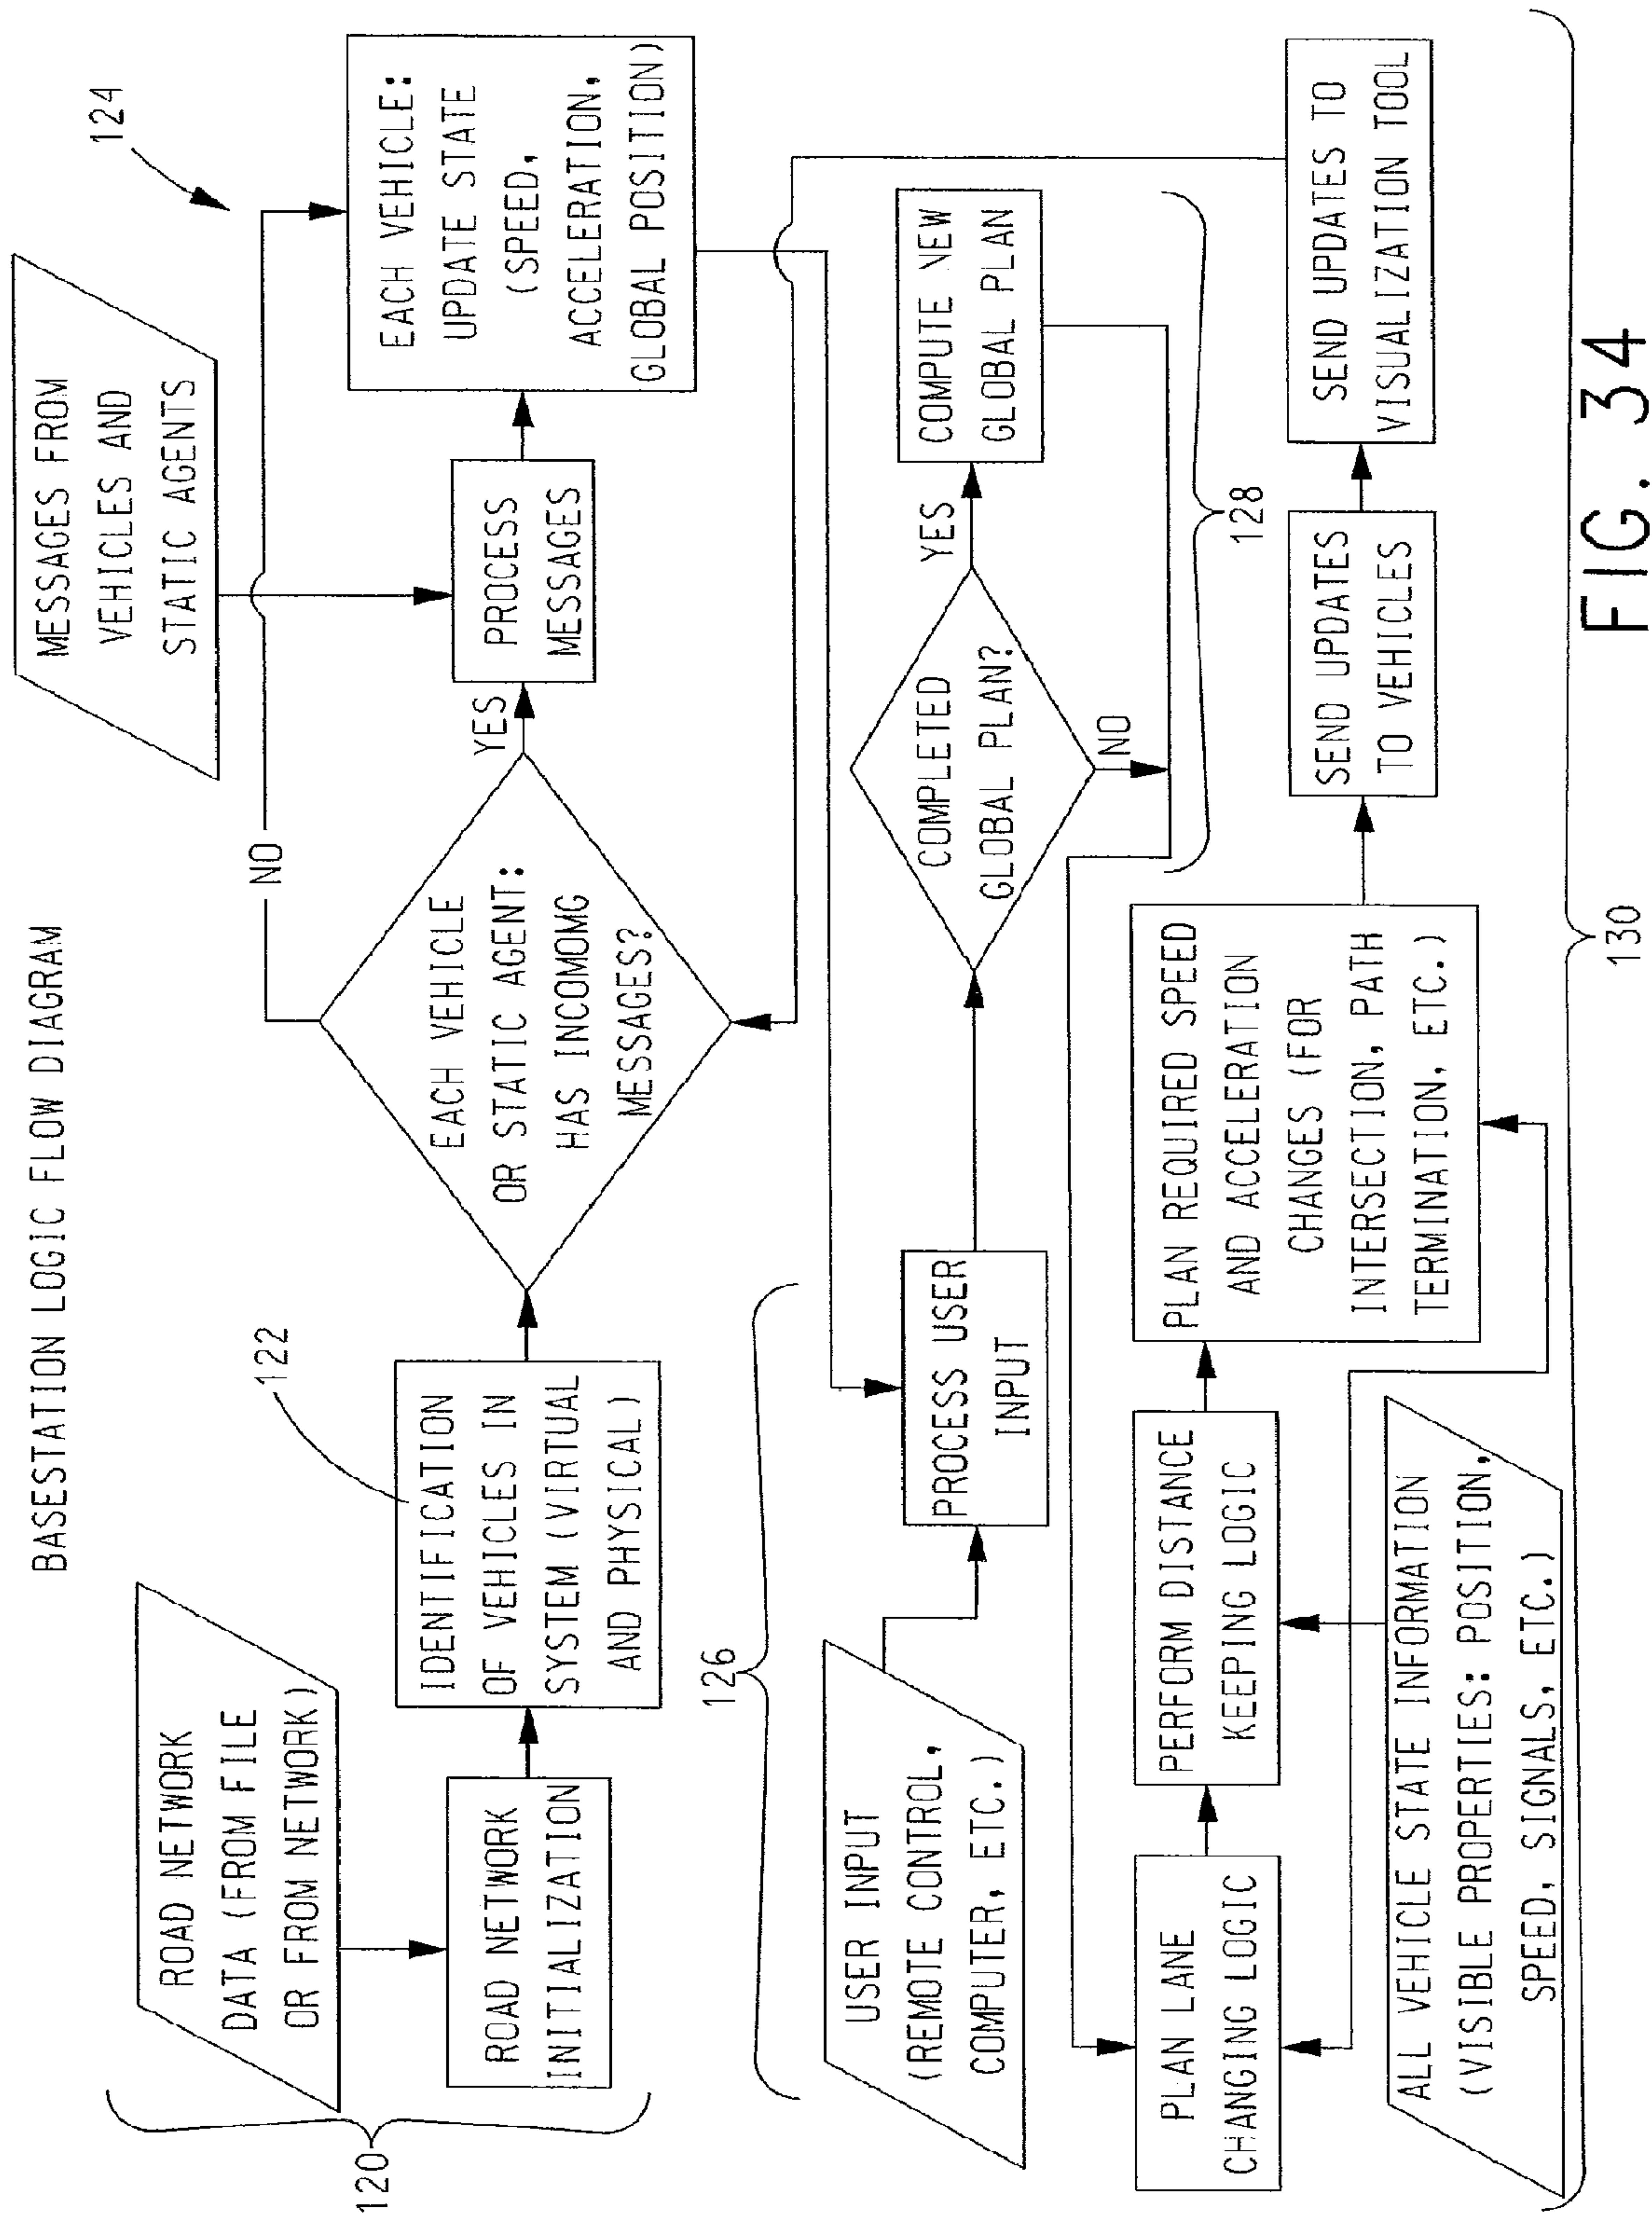 BASESTATION LOGIC FLOW DIAGRAM
ROAD NETWORK
DATA (FROM FILE
OR FROM NETWORK)
MESSAGES FROM
VEHICLES AND
STATIC AGENTS
124
122
NO
120
ROAD NETWORK
INITIALIZATION
IDENTIFICATION
OF VEHICLES IN
SYSTEM (VIRTUAL
AND PHYSICAL)
EACH VEHICLE
OR STATIC AGENT:
HAS INCOMOMG
MESSAGES?
YES
PROCESS
MESSAGES
EACH VEHICLE:
UPDATE STATE
(SPEED,
ACCELERATION,
GLOBAL POSITION)
126
USER INPUT
(REMOTE CONTROL,
COMPUTER, ETC.)
PROCESS USER
INPUT
COMPLETED
GLOBAL PLAN?
YES
NO
COMPUTE NEW
GLOBAL PLAN
128
PLAN LANE
CHANGING LOGIC
PERFORM DISTANCE
KEEPING LOGIC
PLAN REQUIRED SPEED
AND ACCELERATION
CHANGES (FOR
INTERSECTION, PATH
TERMINATION, ETC.)
SEND UPDATES
TO VEHICLES
SEND UPDATES TO
VISUALIZATION TOOL
ALL VEHICLE STATE INFORMATION
(VISIBLE PROPERTIES: POSITION,
SPEED, SIGNALS, ETC.)
130
FIG. 34